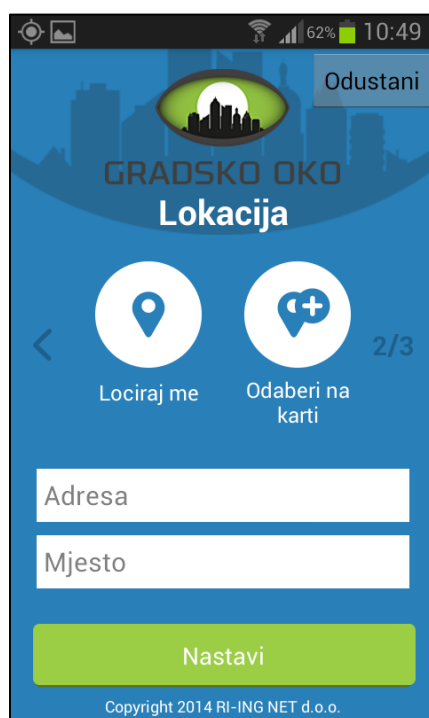 62% 10:49
Odustani
GRADSKO OKO
Lokacija
2/3
Lociraj me
Odaberi na
karti
Adresa
Mjesto
Nastavi
Copyright 2014 RI-ING NET d.o.o.